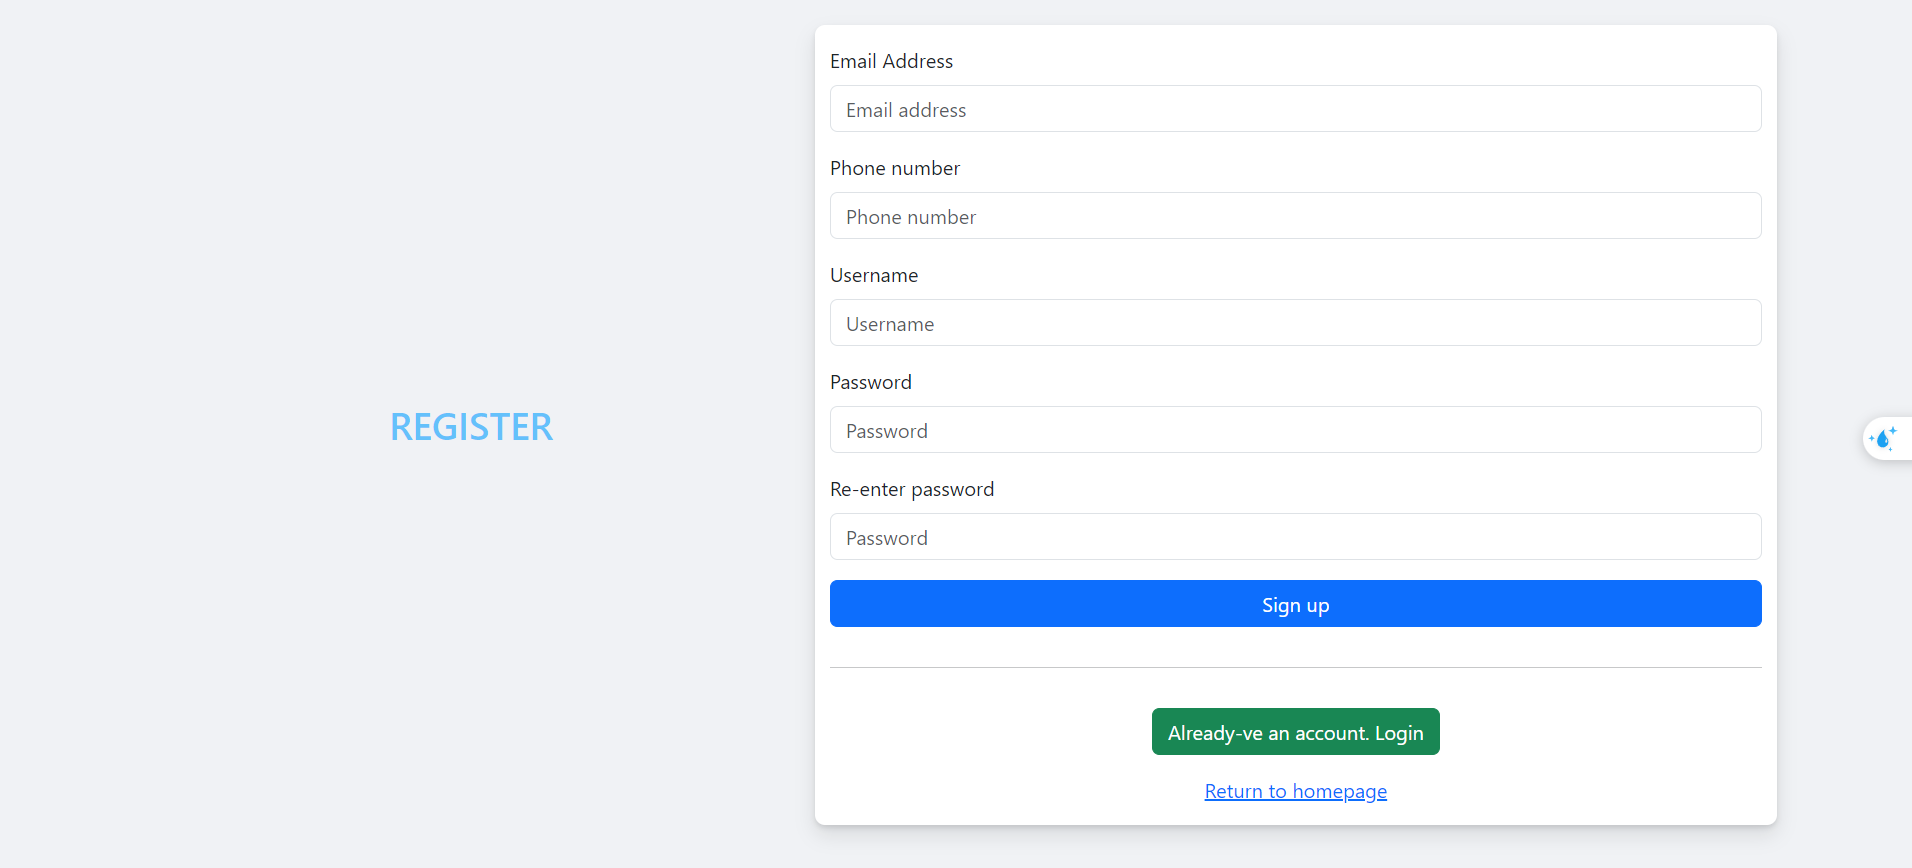 REGISTER
Email Address
Email address
Phone number
Phone number
Username
Username
Password
Password
Re-enter password
Password
Sign up
Already-ve an account. Login
Return to homepage